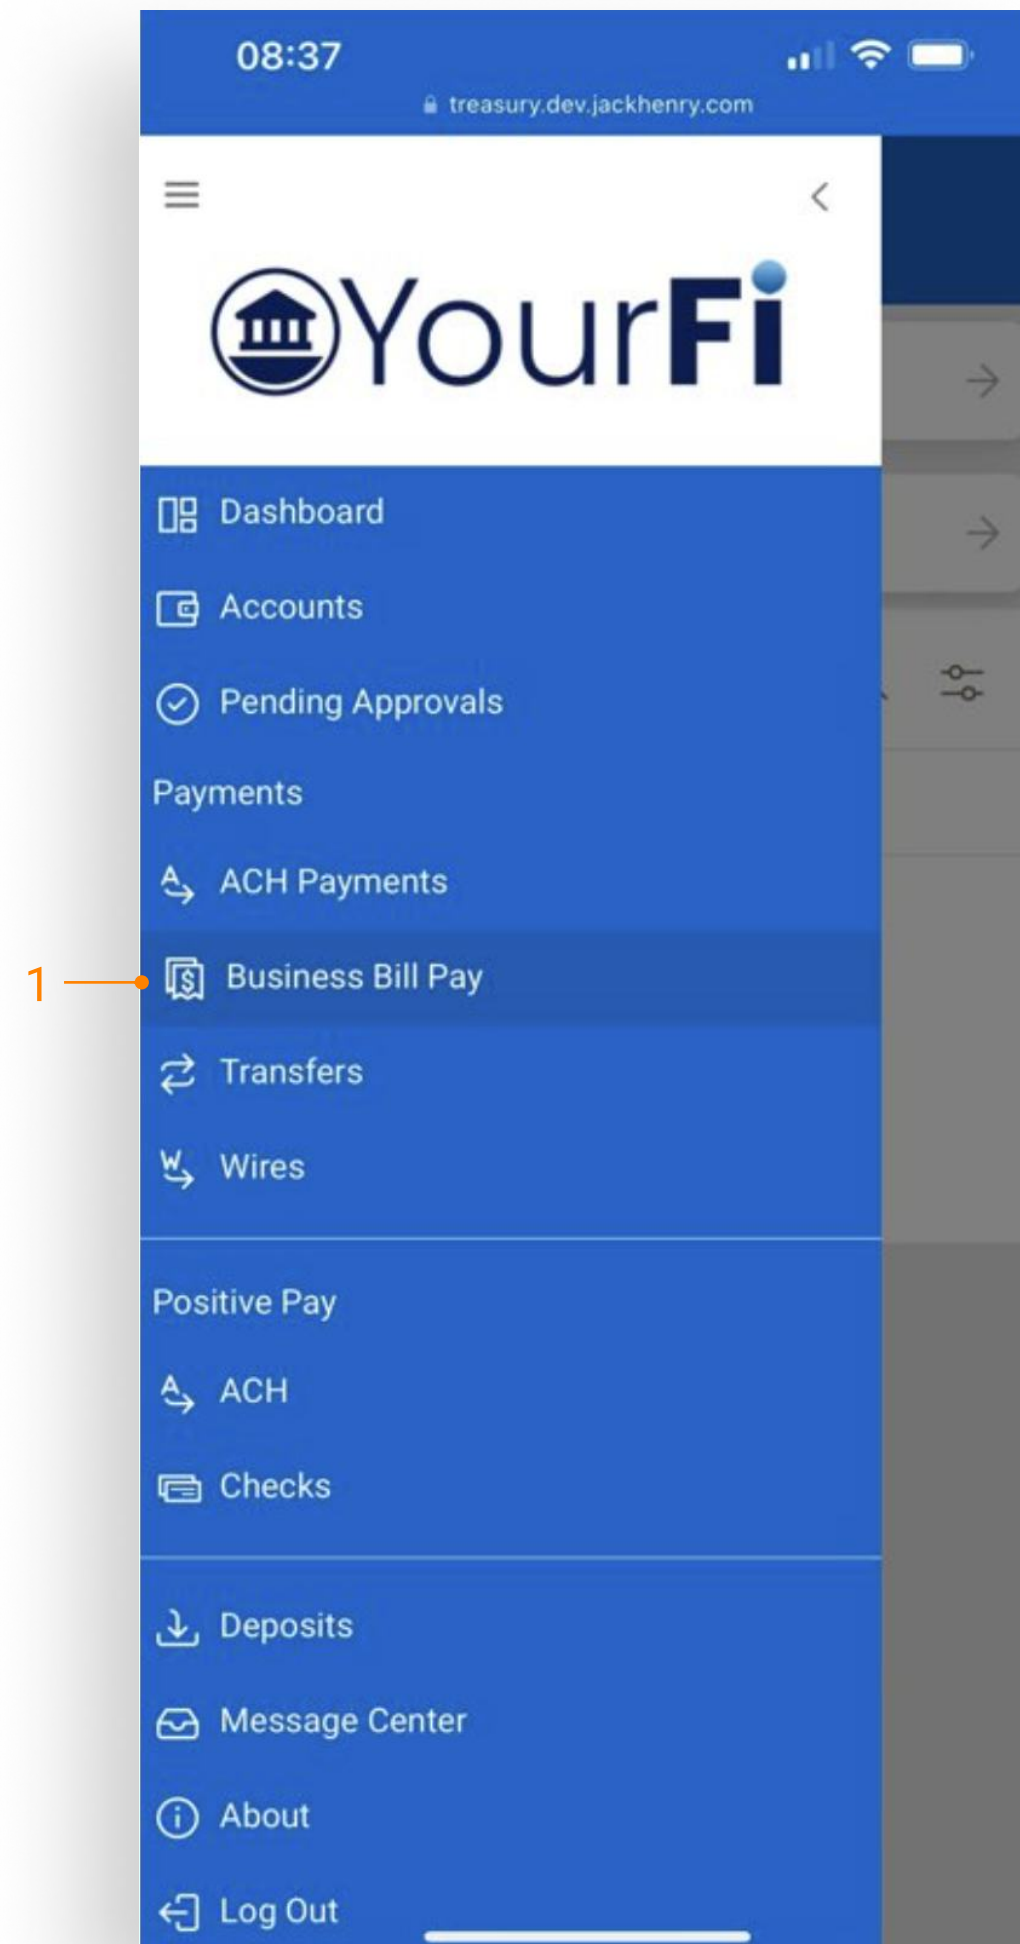 08:37
treasury.dev.jackhenry.com
YourFi
Dashboard
Accounts
Pending Approvals
Payments
ACH Payments
1
Business Bill Pay
Transfers
Wires
Positive Pay
ACH
Checks
Deposits
Message Center
About
Log Out